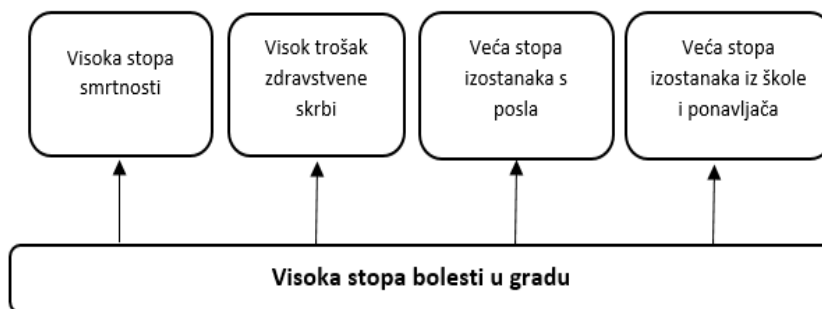 Visoka stopa
smrtnosti
Visok trošak
zdravstvene
skrbi
Veća stopa
izostanaka s
posla
Veća stopa
izostanaka iz škole
i ponavljača
Visoka stopa bolesti u gradu